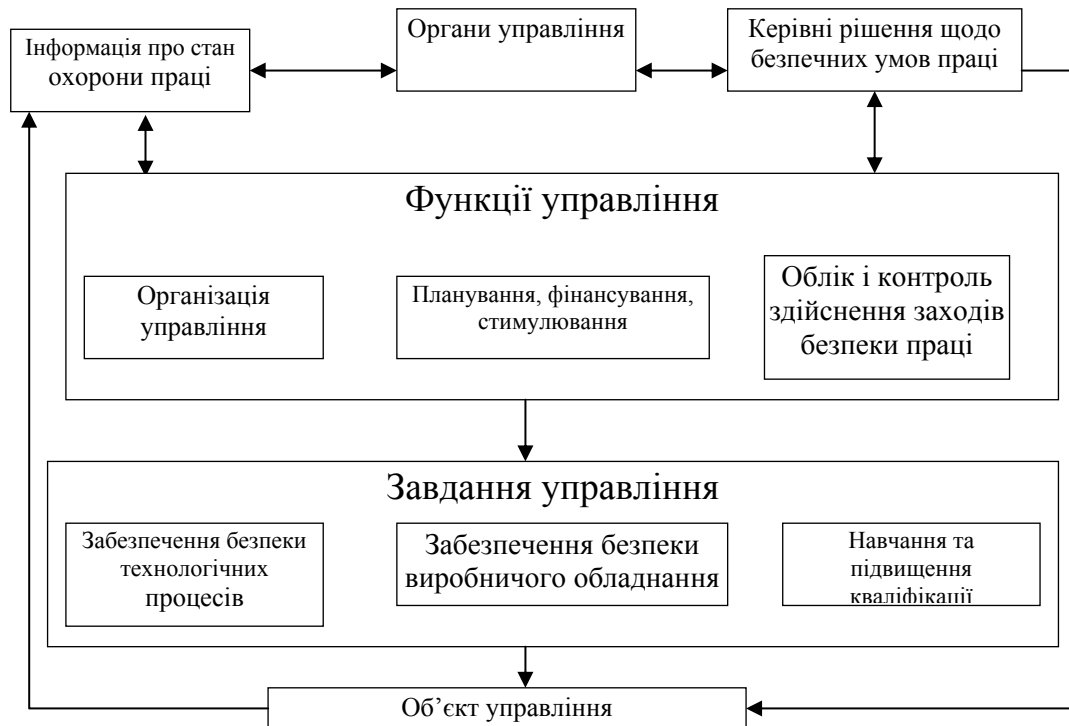 Інформація про стан
охорони праці
Органи управління
Керівні рішення щодо
безпечних умов праці
Функції управління
Організація
управління
Планування, фінансування,
стимулювання
Облік і контроль
здійснення заходів
безпеки праці
Завдання управління
Забезпечення безпеки
технологічних
процесів
Забезпечення безпеки
виробничого обладнання
Навчання та
підвищення
кваліфікації
Об’єкт управління